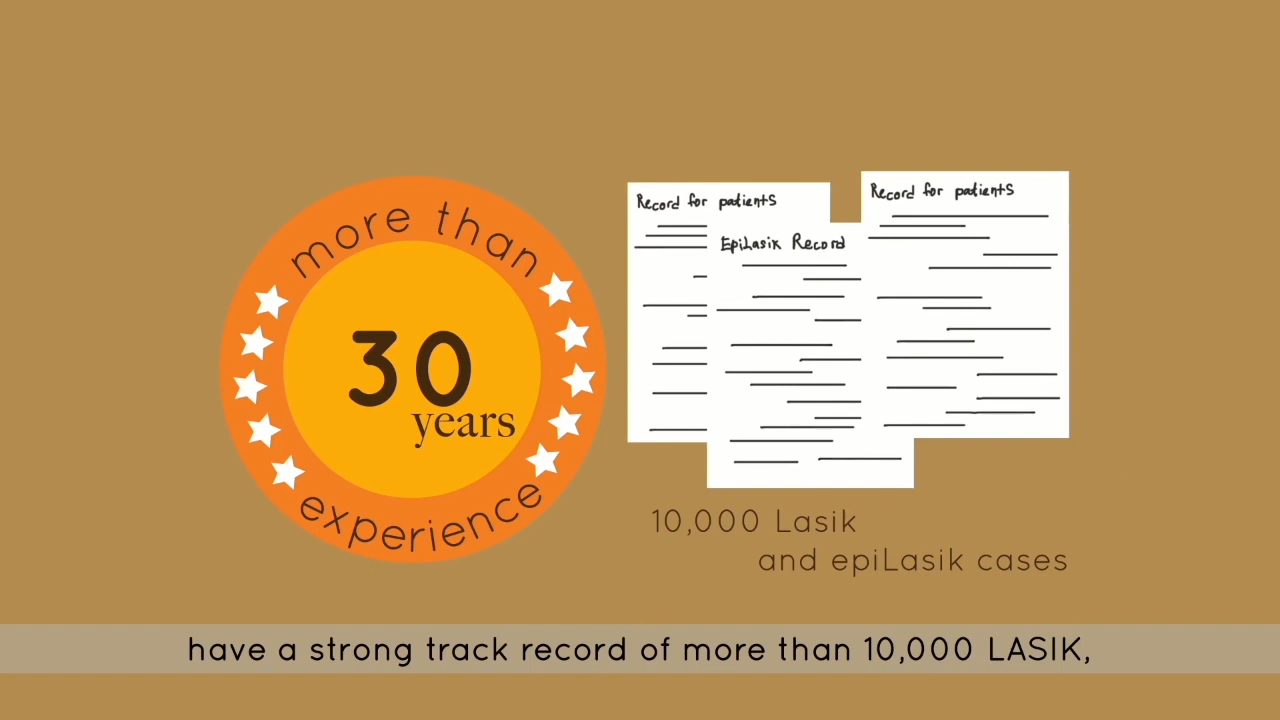 more than
30
years
experience
Record for patients
EpiLasik Record
Record for patients
10,000 Lasik
and epiLasik cases
have a strong track record of more than 10,000 LASIK,